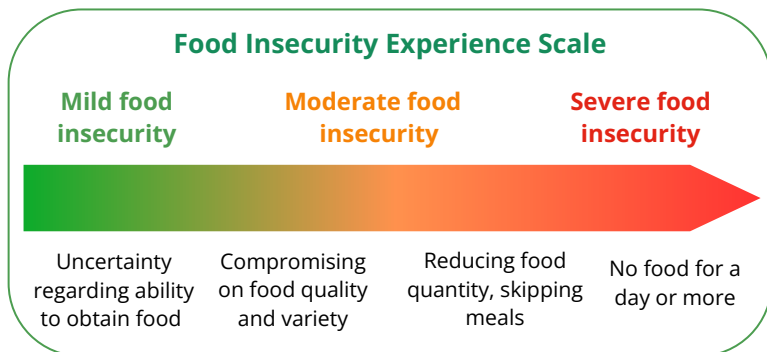 Food Insecurity Experience Scale
Mild food
insecurity
Moderate food
insecurity
Severe food
insecurity
Uncertainty
regarding ability
to obtain food
Compromising
on food quality
and variety
Reducing food
quantity, skipping
meals
No food for a
day or more